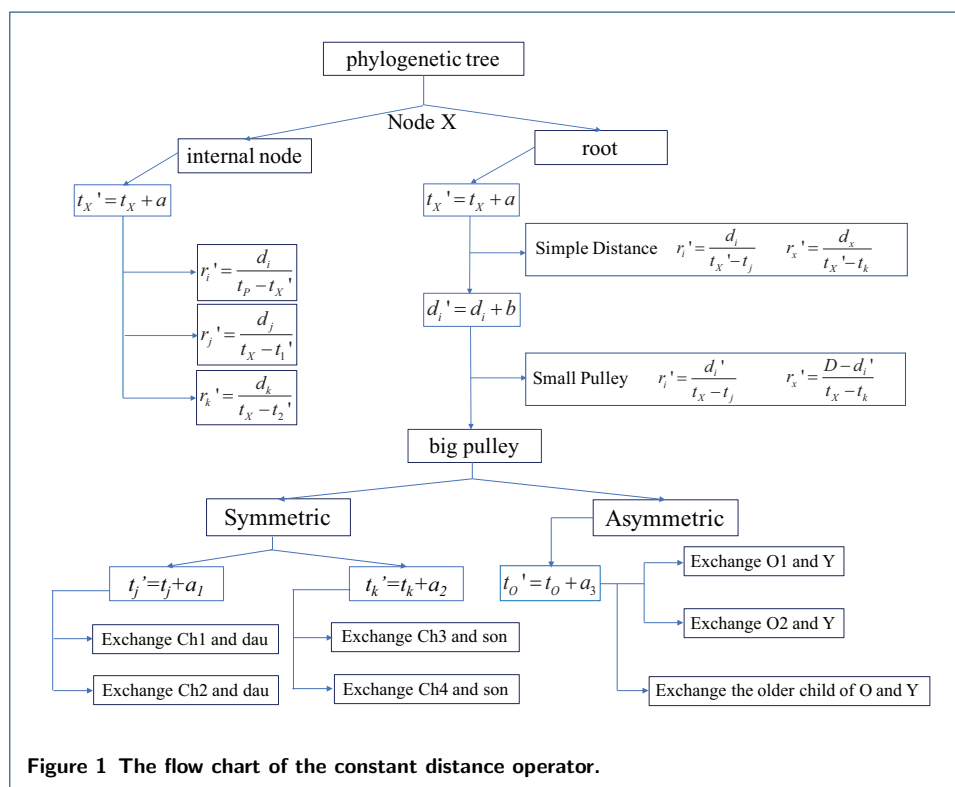 phylogenetic tree
Node X
internal node
root
t_X' = t_X + a
t_X' = t_X + a
Simple Distance r_i' = d_i / (t_X' − t_j) r_x' = d_x / (t_X' − t_k)
r_i' = d_i / (t_P − t_X')
d_i' = d_i + b
r_j' = d_j / (t_X − t_1')
Small Pulley r_i' = d_i' / (t_X − t_j) r_x' = (D − d_i') / (t_X − t_k)
r_k' = d_k / (t_X − t_2')
big pulley
Symmetric
Asymmetric
t_j' = t_j + a_1
t_k' = t_k + a_2
t_O' = t_O + a_3
Exchange O1 and Y
Exchange O2 and Y
Exchange Ch1 and dau
Exchange Ch3 and son
Exchange Ch2 and dau
Exchange Ch4 and son
Exchange the older child of O and Y
Figure 1 The flow chart of the constant distance operator.